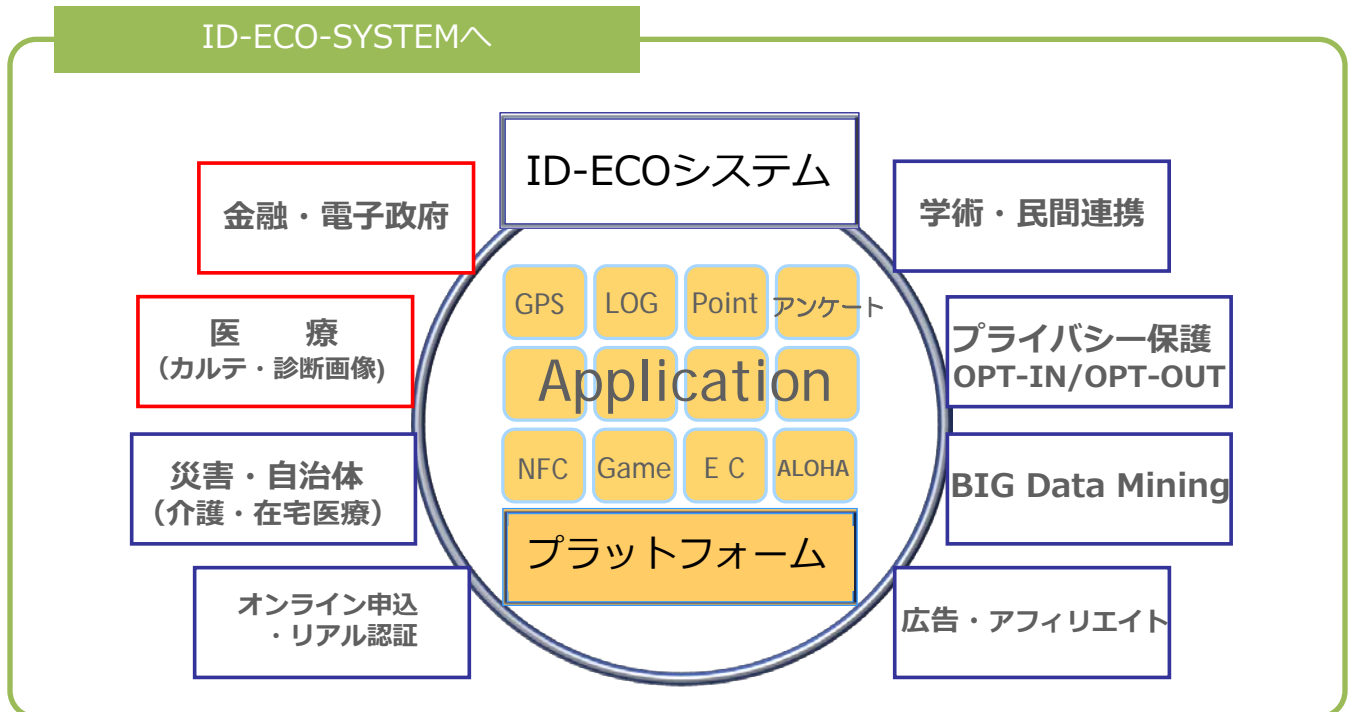 ID-ECO-SYSTEMへ
ID-ECOシステム
金融・電子政府
学術・民間連携
GPS LOG Point アンケート
医　　療
（カルテ・診断画像)
プライバシー保護
OPT-IN/OPT-OUT
Application
災害・自治体
（介護・在宅医療）
NFC Game E C ALOHA
BIG Data Mining
プラットフォーム
オンライン申込
・リアル認証
広告・アフィリエイト